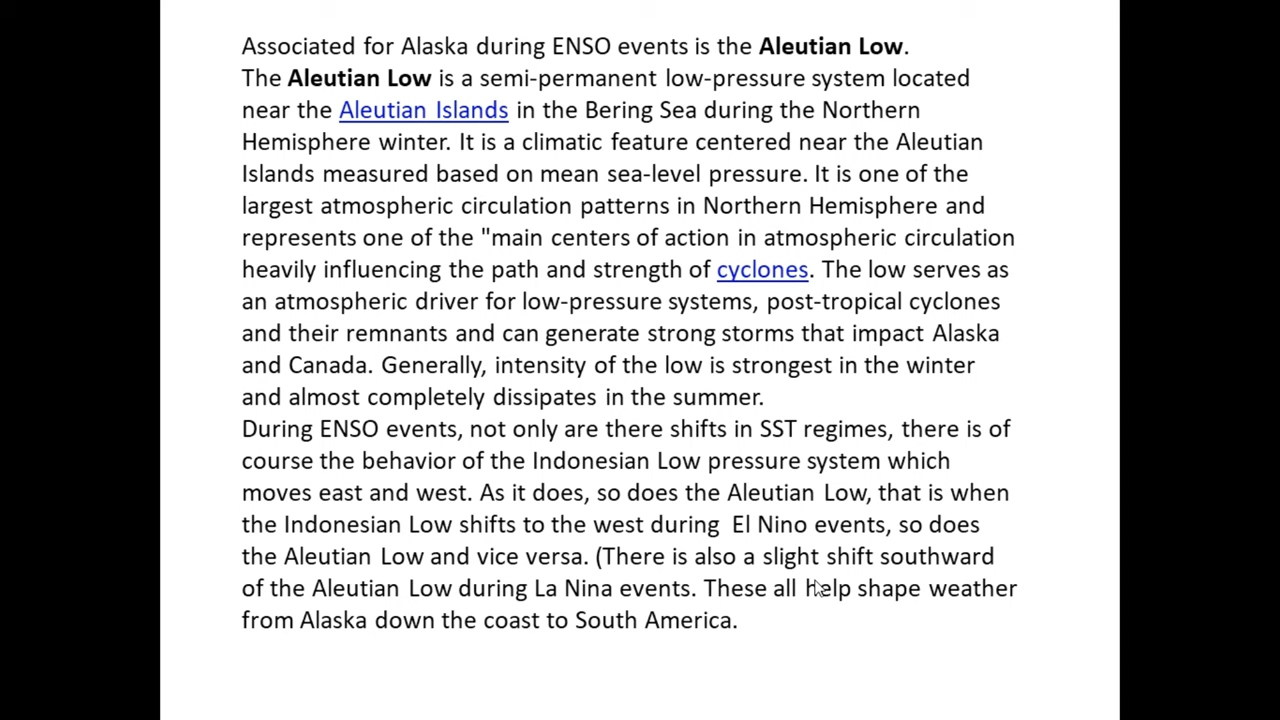 Associated for Alaska during ENSO events is the Aleutian Low.
The Aleutian Low is a semi-permanent low-pressure system located
near the Aleutian Islands in the Bering Sea during the Northern
Hemisphere winter. It is a climatic feature centered near the Aleutian
Islands measured based on mean sea-level pressure. It is one of the
largest atmospheric circulation patterns in Northern Hemisphere and
represents one of the "main centers of action in atmospheric circulation
heavily influencing the path and strength of cyclones. The low serves as
an atmospheric driver for low-pressure systems, post-tropical cyclones
and their remnants and can generate strong storms that impact Alaska
and Canada. Generally, intensity of the low is strongest in the winter
and almost completely dissipates in the summer.
During ENSO events, not only are there shifts in SST regimes, there is of
course the behavior of the Indonesian Low pressure system which
moves east and west. As it does, so does the Aleutian Low, that is when
the Indonesian Low shifts to the west during El Nino events, so does
the Aleutian Low and vice versa. (There is also a slight shift southward
of the Aleutian Low during La Nina events. These all help shape weather
from Alaska down the coast to South America.